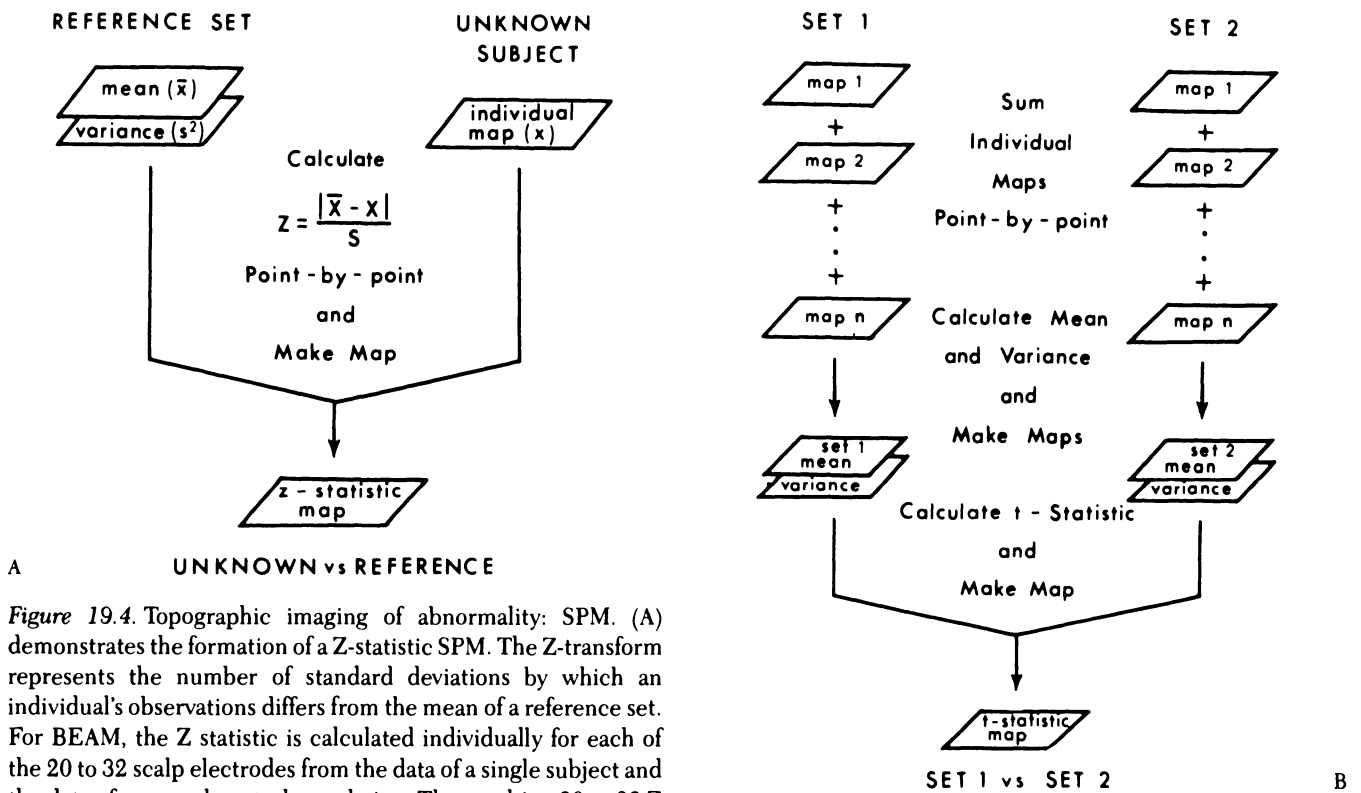 REFERENCE SET
UNKNOWN
SUBJECT
mean (x̄)
variance (s²)
individual
map (x)
Calculate
Z = |X̄ - X| / S
Point - by - point
and
Make Map
z - statistic
map
A
UNKNOWN vs REFERENCE
Figure 19.4. Topographic imaging of abnormality: SPM. (A)
demonstrates the formation of a Z-statistic SPM. The Z-transform
represents the number of standard deviations by which an
individual's observations differs from the mean of a reference set.
For BEAM, the Z statistic is calculated individually for each of
the 20 to 32 scalp electrodes from the data of a single subject and
SET 1
SET 2
map 1
+
map 2
+
.
.
+
map n
Sum
Individual
Maps
Point - by - point
map 1
+
map 2
+
.
.
+
map n
Calculate Mean
and Variance
and
Make Maps
set 1
mean
variance
set 2
mean
variance
Calculate t - Statistic
and
Make Map
t-statistic
map
SET 1 vs SET 2
B